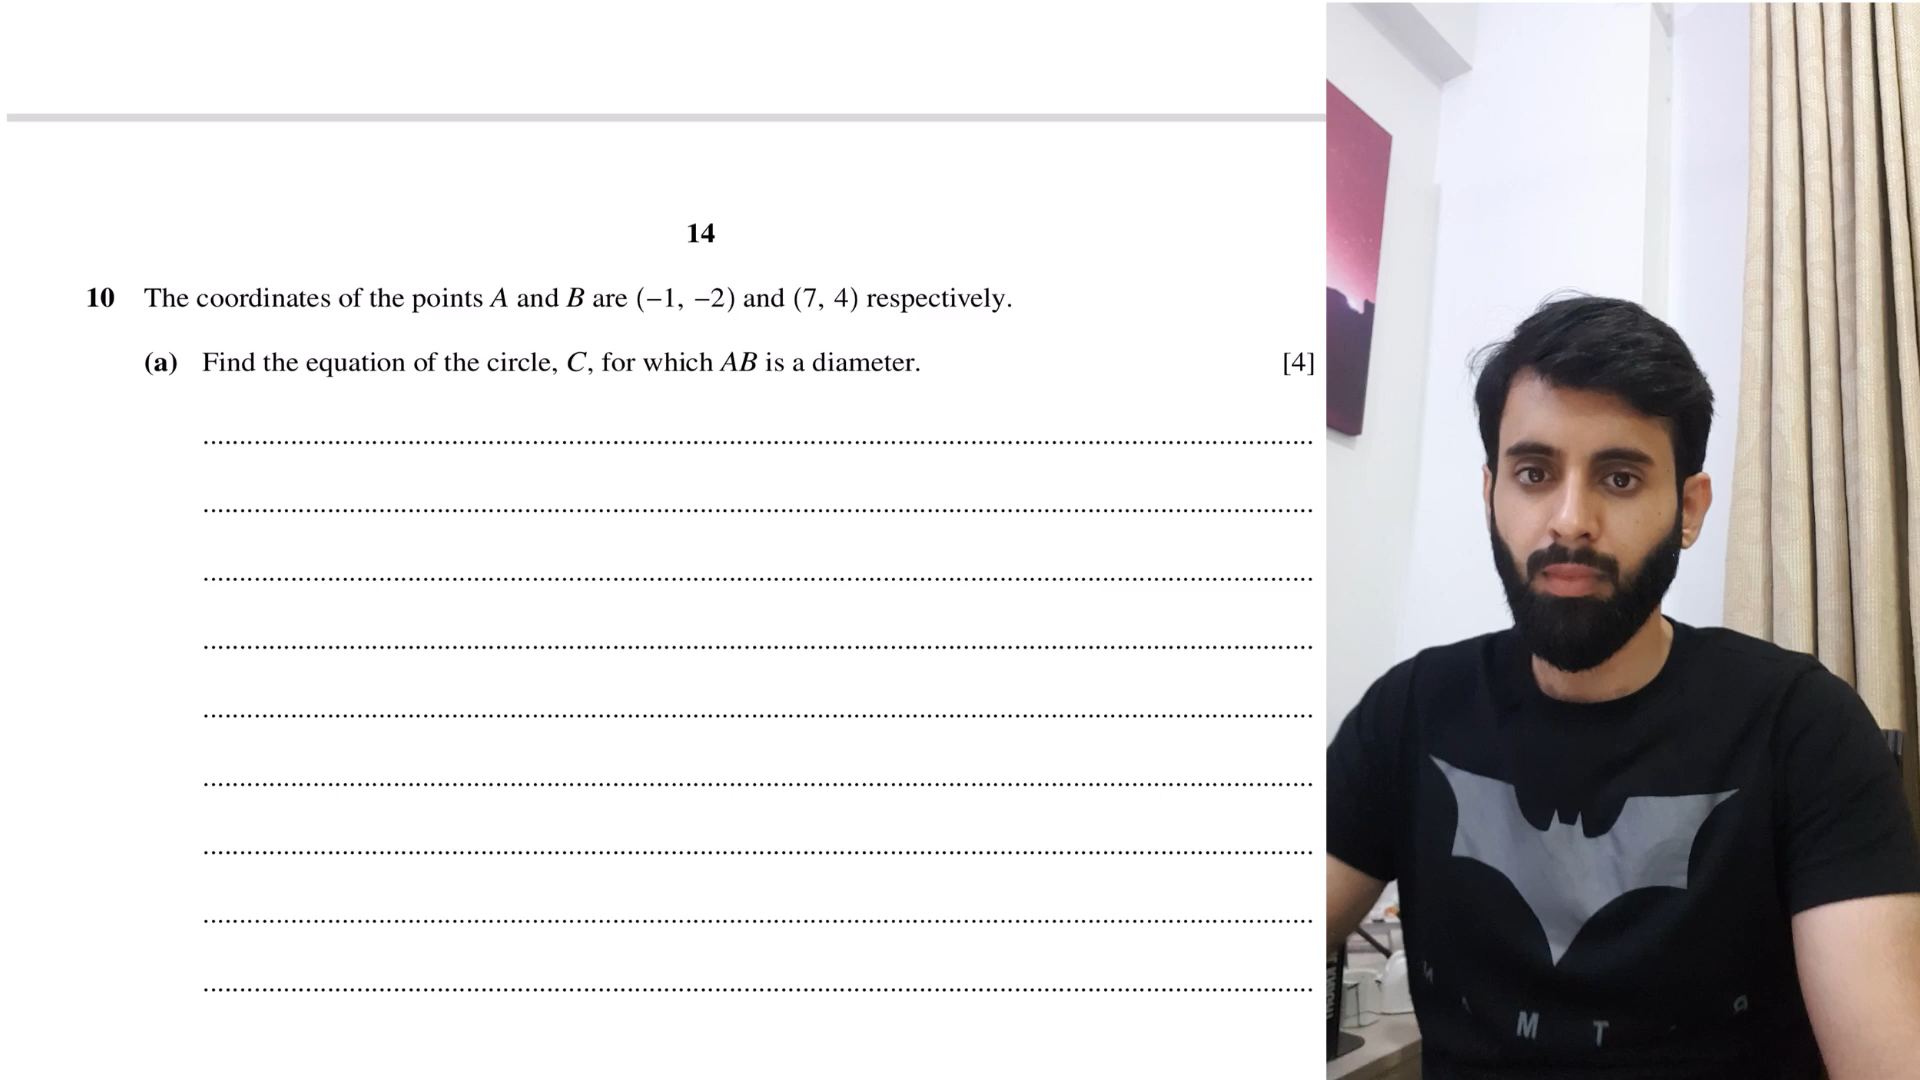 14
10 The coordinates of the points A and B are (−1, −2) and (7, 4) respectively.
(a) Find the equation of the circle, C, for which AB is a diameter. [4]
M T